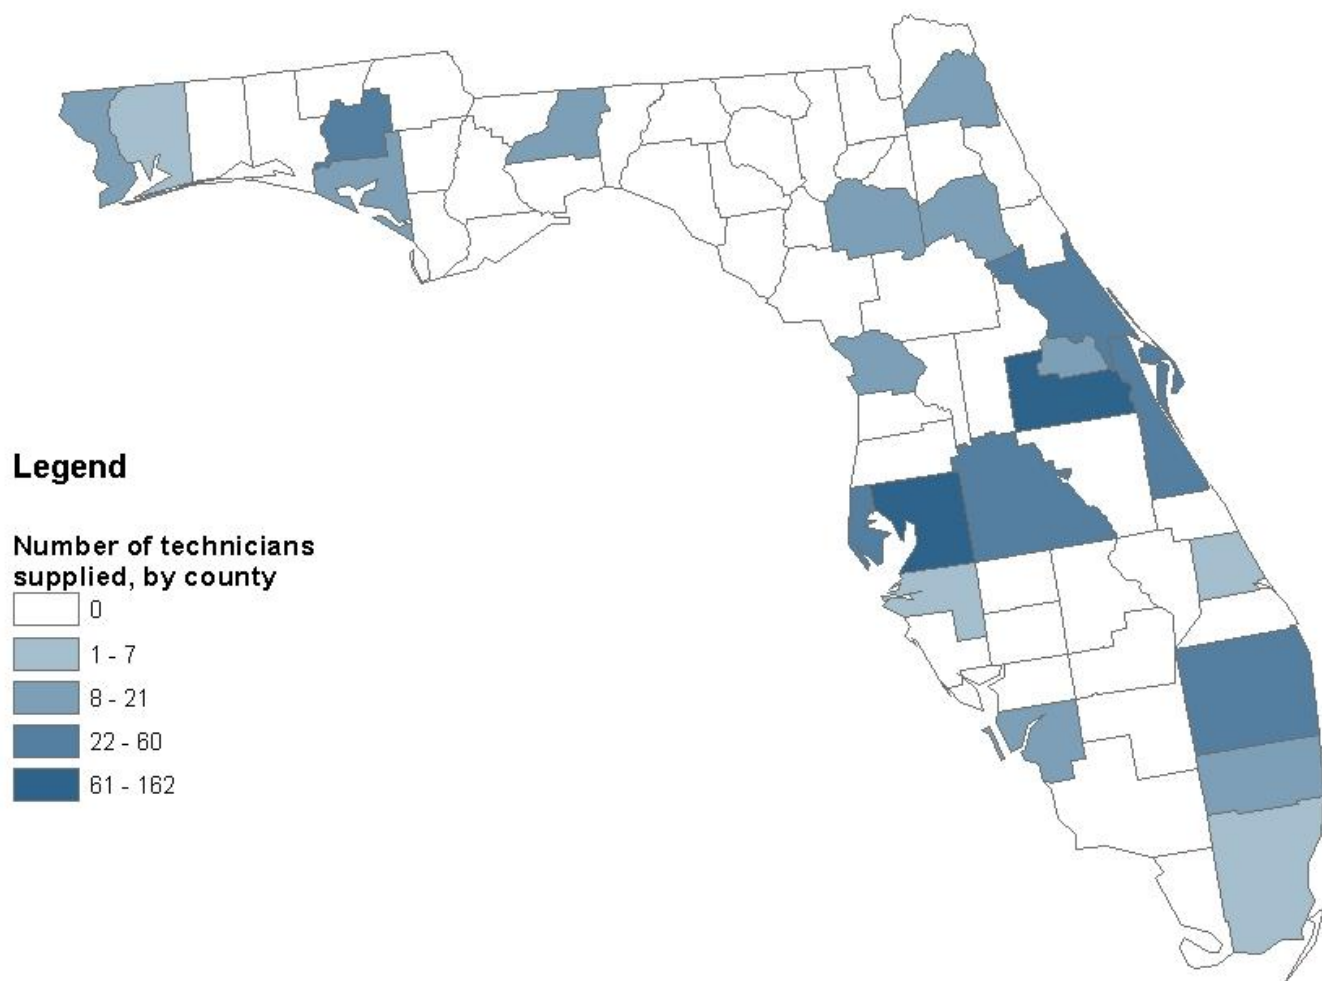 Legend
Number of technicians
supplied, by county
0
1 - 7
8 - 21
22 - 60
61 - 162